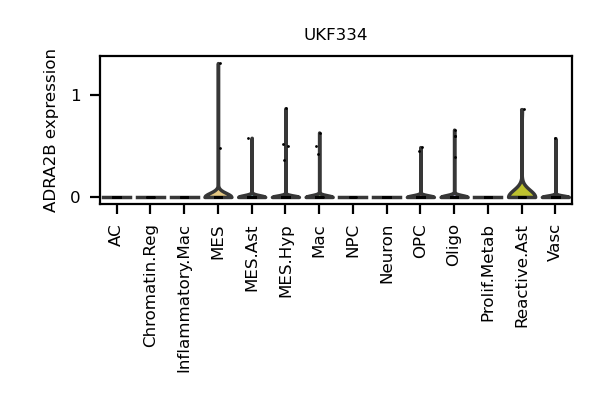 UKF334
ADRA2B expression
1
0
AC
Chromatin.Reg
Inflammatory.Mac
MES
MES.Ast
MES.Hyp
Mac
NPC
Neuron
OPC
Oligo
Prolif.Metab
Reactive.Ast
Vasc